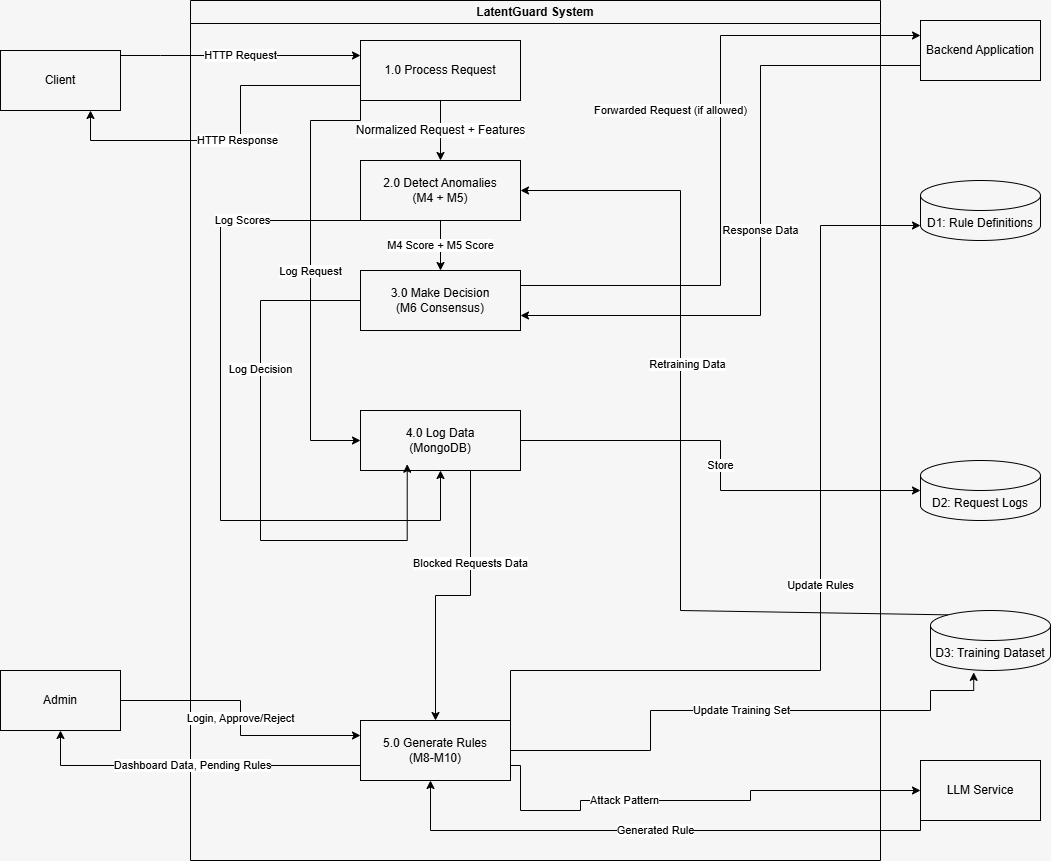 LatentGuard System
HTTP Request
1.0 Process Request
Backend Application
Client
Forwarded Request (if allowed)
Normalized Request + Features
HTTP Response
2.0 Detect Anomalies
(M4 + M5)
Log Scores
D1: Rule Definitions
Response Data
M4 Score + M5 Score
Log Request
3.0 Make Decision
(M6 Consensus)
Log Decision
Retraining Data
4.0 Log Data
(MongoDB)
Store
D2: Request Logs
Blocked Requests Data
Update Rules
D3: Training Dataset
Admin
Login, Approve/Reject
Update Training Set
5.0 Generate Rules
(M8-M10)
Dashboard Data, Pending Rules
LLM Service
Attack Pattern
Generated Rule